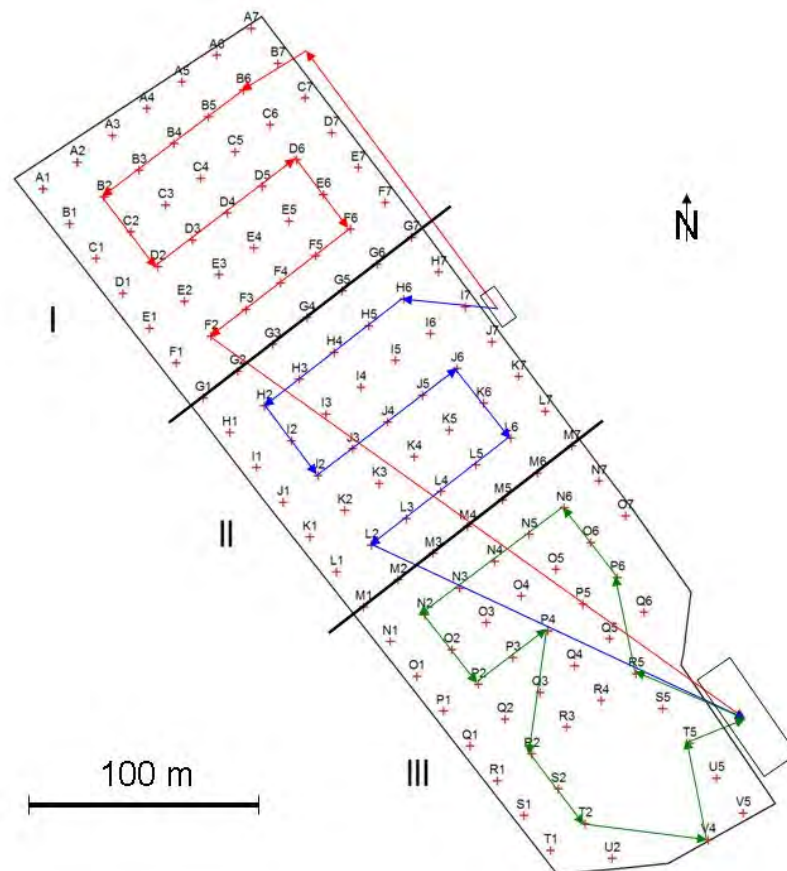 A1 A2 A3 A4 A5 A6 A7
B1 B2 B3 B4 B5 B6 B7
C1 C2 C3 C4 C5 C6 C7
D1 D2 D3 D4 D5 D6 D7
E1 E2 E3 E4 E5 E6 E7
F1 F2 F3 F4 F5 F6 F7
G1 G2 G3 G4 G5 G6 G7
N
I
H1 H2 H3 H4 H5 H6 H7
I1 I2 I3 I4 I5 I6 I7
J1 J2 J3 J4 J5 J6 J7
K1 K2 K3 K4 K5 K6 K7
L1 L2 L3 L4 L5 L6 L7
M1 M2 M3 M4 M5 M6 M7
II
N1 N2 N3 N4 N5 N6 N7
O1 O2 O3 O4 O5 O6 O7
P1 P2 P3 P4 P5 P6
Q1 Q2 Q3 Q4 Q5 Q6
R1 R2 R3 R4 R5
S1 S2 S5
T1 T2 T5
U2 U5
V4 V5
III
100 m